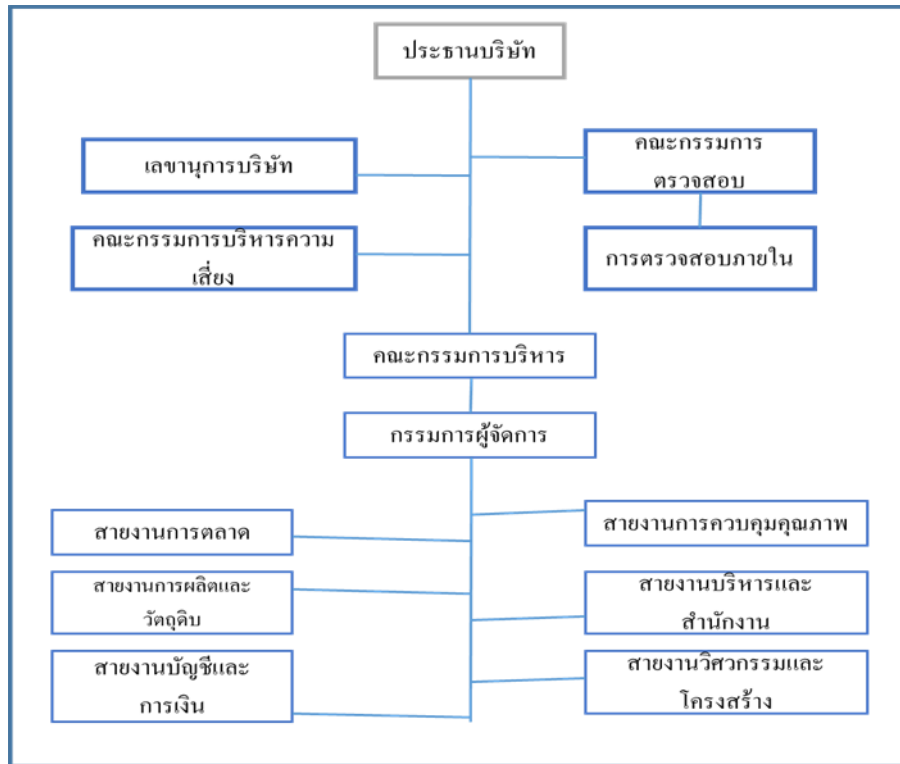 ประธานบริษัท
เลขานุการบริษัท
คณะกรรมการ
ตรวจสอบ
คณะกรรมการบริหารความ
เสี่ยง
การตรวจสอบภายใน
คณะกรรมการบริหาร
กรรมการผู้จัดการ
สายงานการตลาด
สายงานการควบคุมคุณภาพ
สายงานการผลิตและ
วัตถุดิบ
สายงานบริหารและ
สำนักงาน
สายงานบัญชีและ
การเงิน
สายงานวิศวกรรมและ
โครงสร้าง